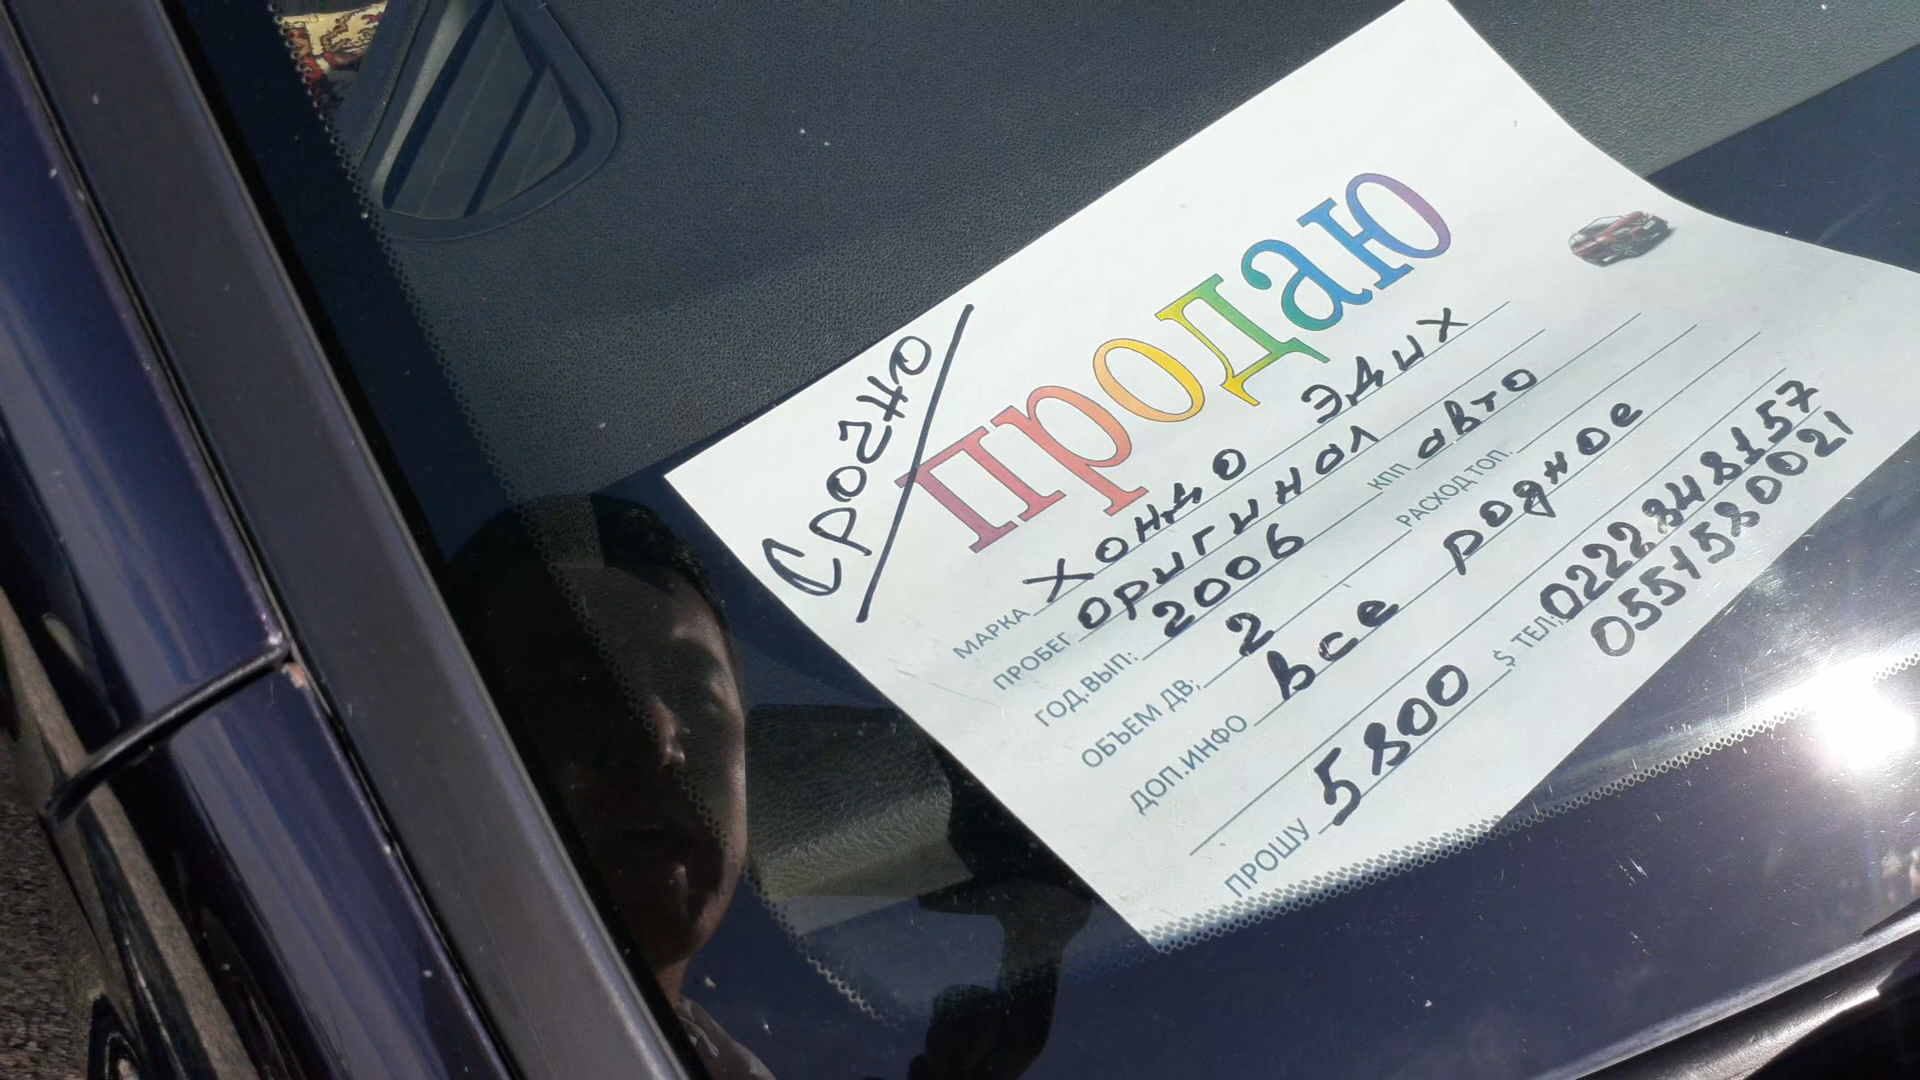 Срочно
продаю
МАРКА Хондо Эдих
ПРОБЕГ оригинал
ГОД.ВЫП: 2006 КПП авто
ОБЪЕМ ДВ; 2 РАСХОД ТОП.
ДОП.ИНФО все родное
ПРОШУ 5800 $ ТЕЛ: 0222848157
0551580021